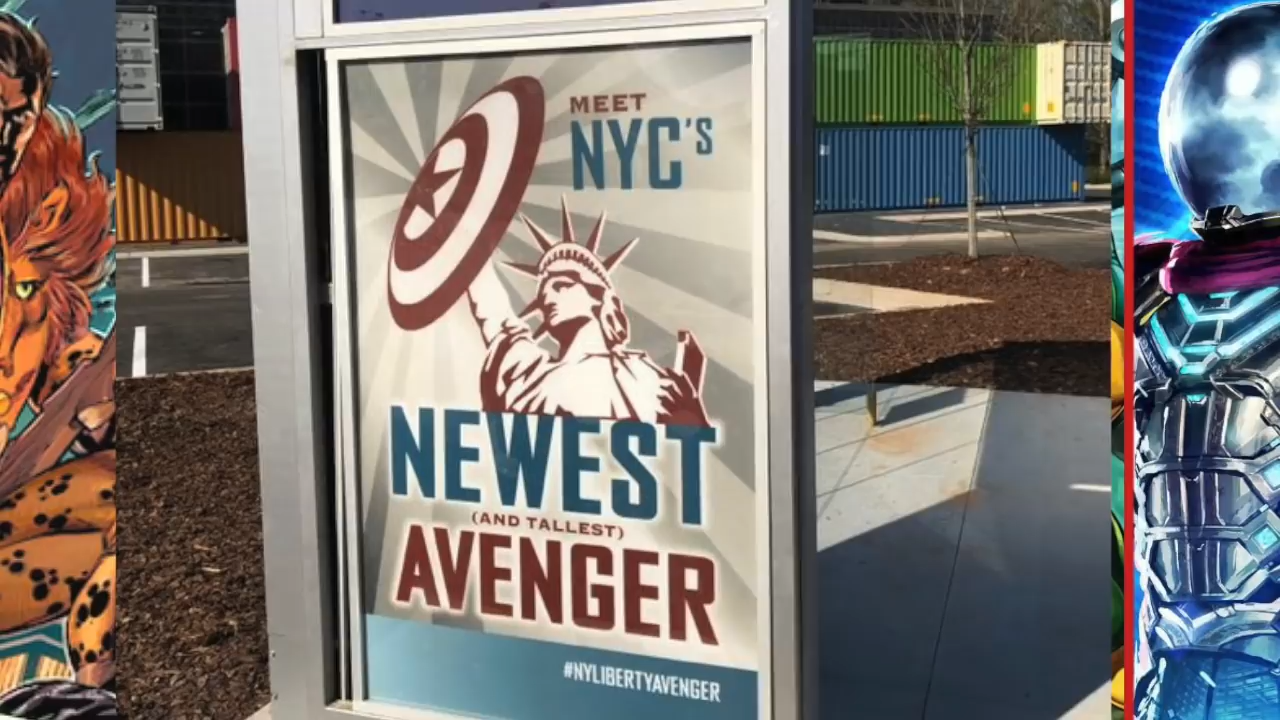 MEET
NYC'S
NEWEST
(AND TALLEST)
AVENGER
#NYLIBERTYAVENGER